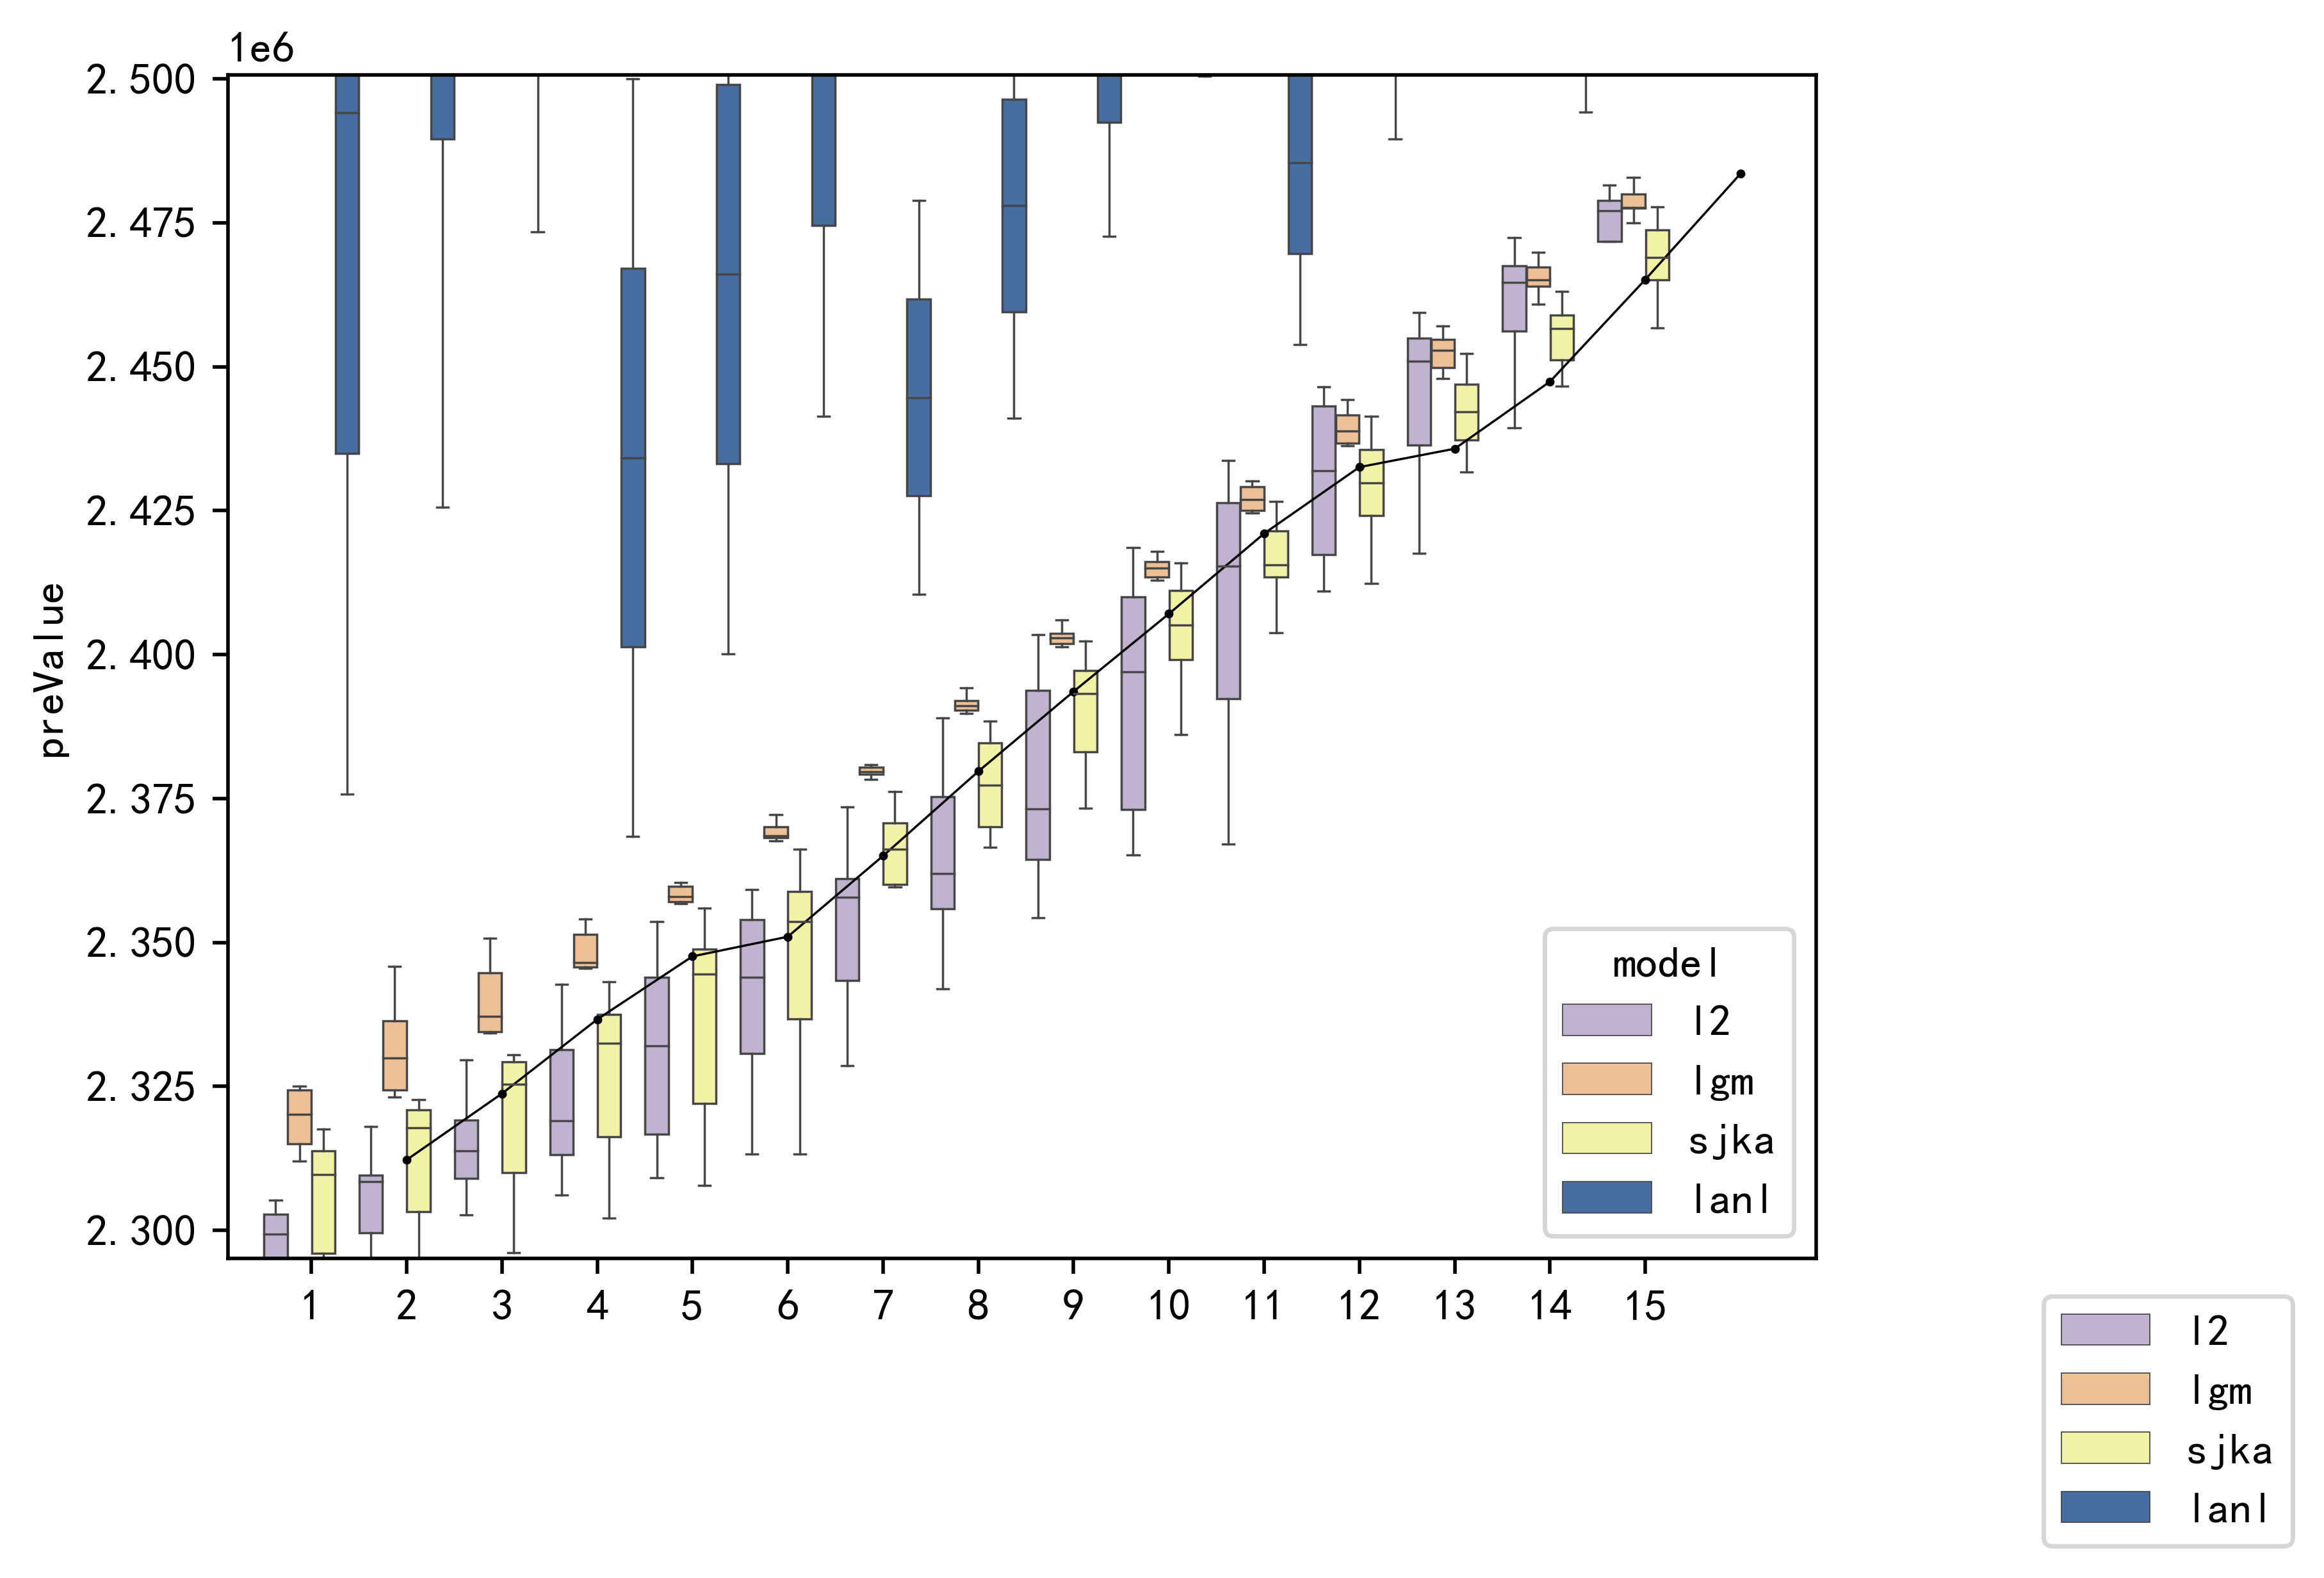 1e6
2.500
2.475
2.450
2.425
2.400
2.375
2.350
2.325
2.300
preValue
1 2 3 4 5 6 7 8 9 10 11 12 13 14 15
model
l2
lgm
sjka
lanl
l2
lgm
sjka
lanl